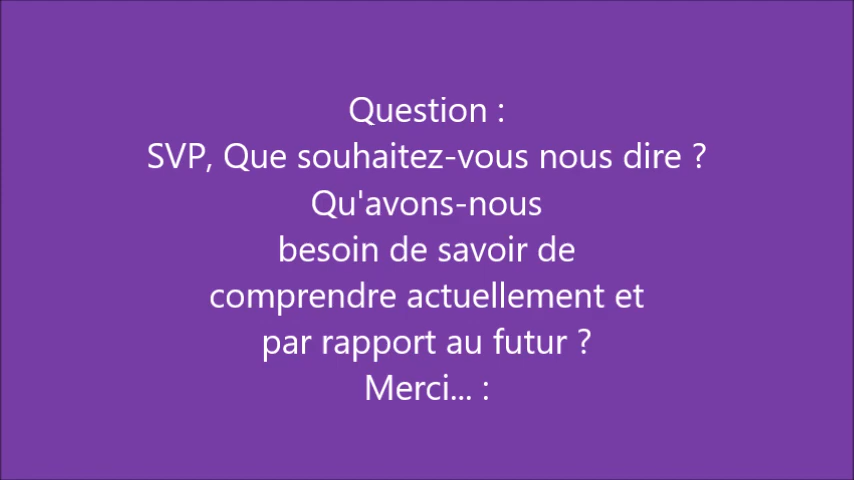 Question :
SVP, Que souhaitez-vous nous dire ?
Qu'avons-nous
besoin de savoir de
comprendre actuellement et
par rapport au futur ?
Merci... :